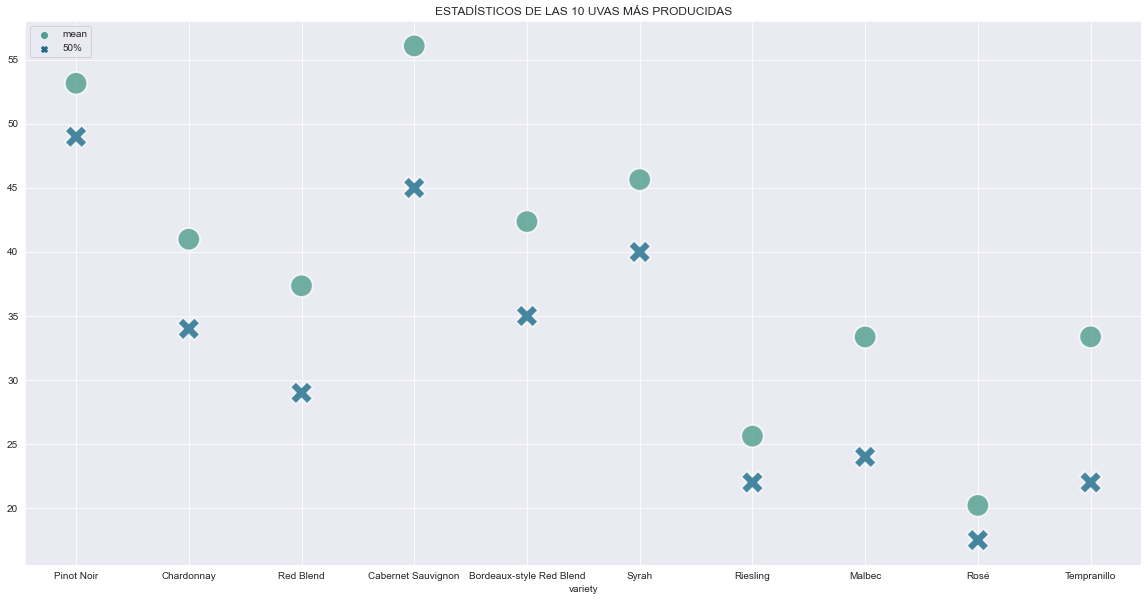 ESTADÍSTICOS DE LAS 10 UVAS MÁS PRODUCIDAS
mean
50%
55
50
45
40
35
30
25
20
Pinot Noir Chardonnay Red Blend Cabernet Sauvignon Bordeaux-style Red Blend Syrah Riesling Malbec Rosé Tempranillo
variety